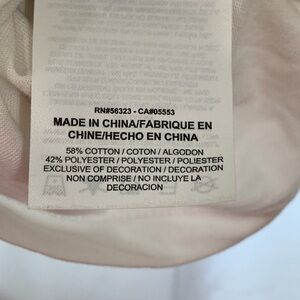 RN#56323 - CA#05553
MADE IN CHINA/FABRIQUE EN
CHINE/HECHO EN CHINA
58% COTTON / COTON / ALGODON
42% POLYESTER / POLYESTER / POLIESTER
EXCLUSIVE OF DECORATION / DECORATION
NON COMPRISE / NO INCLUYE LA
DECORACION